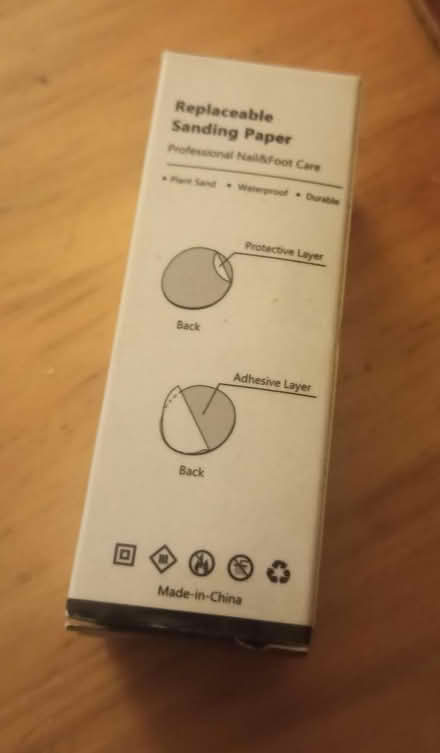 Replaceable
Sanding Paper
Professional Nail&Foot Care
• Plant Sand • Waterproof • Durable
Protective Layer
Back
Adhesive Layer
Back
Made-in-China